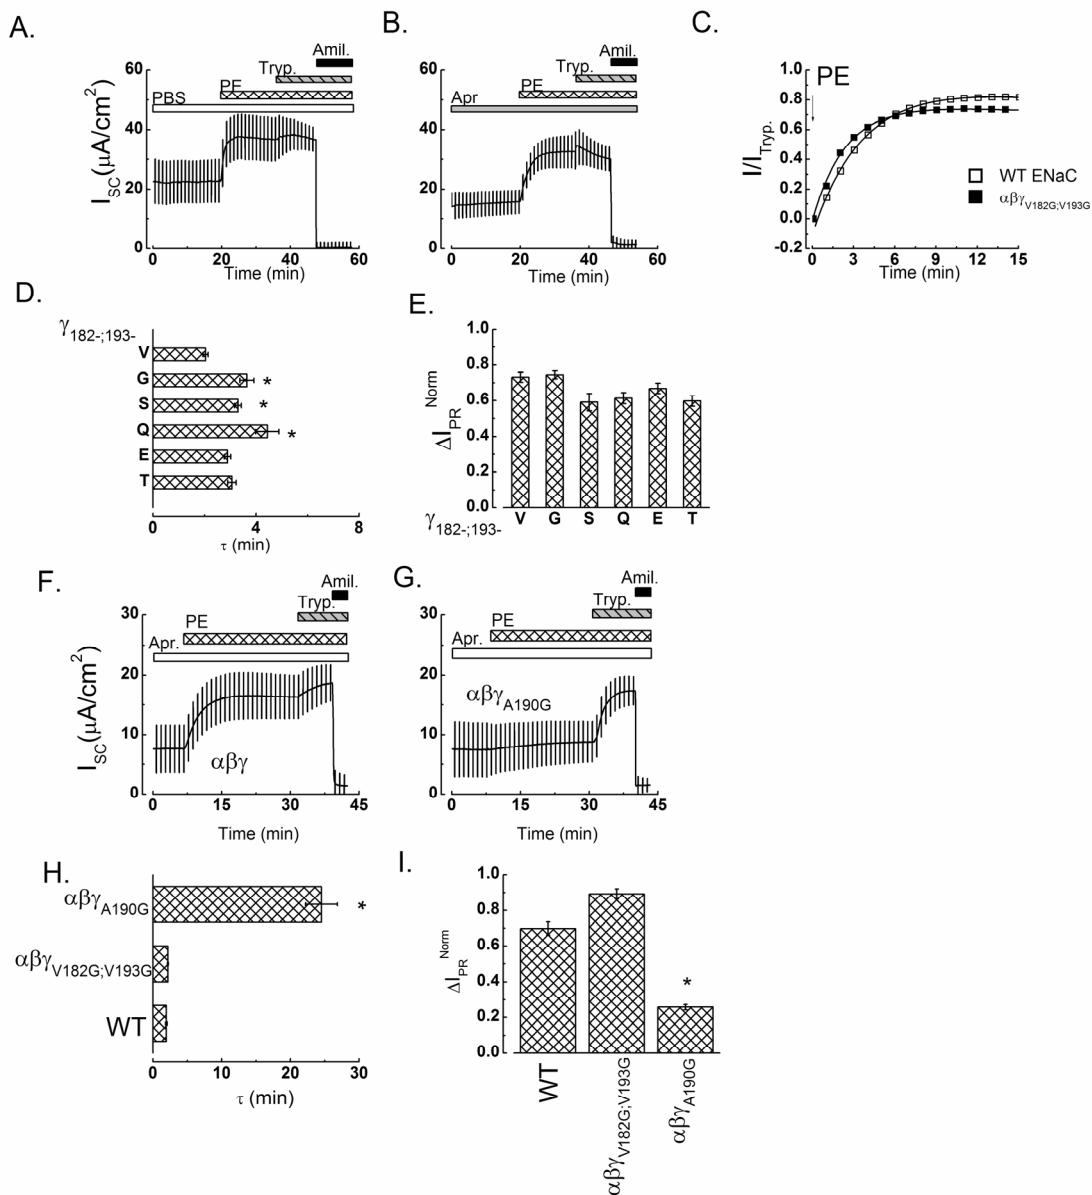 A.
B.
C.
Amil.
Tryp.
PE
PBS
60
40
20
0
I_SC(μA/cm²)
0 20 40 60
Time (min)
Amil.
Tryp.
PE
Apr
60
40
20
0
0 20 40 60
Time (min)
PE
1.0
0.8
0.6
0.4
0.2
0.0
-0.2
I/I_Tryp.
WT ENaC
αβγ_V182G;V193G
0 3 6 9 12 15
Time (min)
D.
γ_182-;193-
V
G *
S *
Q *
E
T
0 4 8
τ (min)
E.
1.0
0.8
0.6
0.4
0.2
0.0
ΔI_PR^Norm
γ_182-;193- V G S Q E T
F.
Amil.
Tryp.
PE
Apr.
30
20
10
0
I_SC(μA/cm²)
αβγ
0 15 30 45
Time (min)
G.
Amil.
Tryp.
PE
Apr.
30
20
10
0
αβγ_A190G
0 15 30 45
Time (min)
H.
αβγ_A190G *
αβγ_V182G;V193G
WT
0 10 20 30
τ (min)
I.
1.0
0.8
0.6
0.4
0.2
0.0
ΔI_PR^Norm
*
WT
αβγ_V182G;V193G
αβγ_A190G